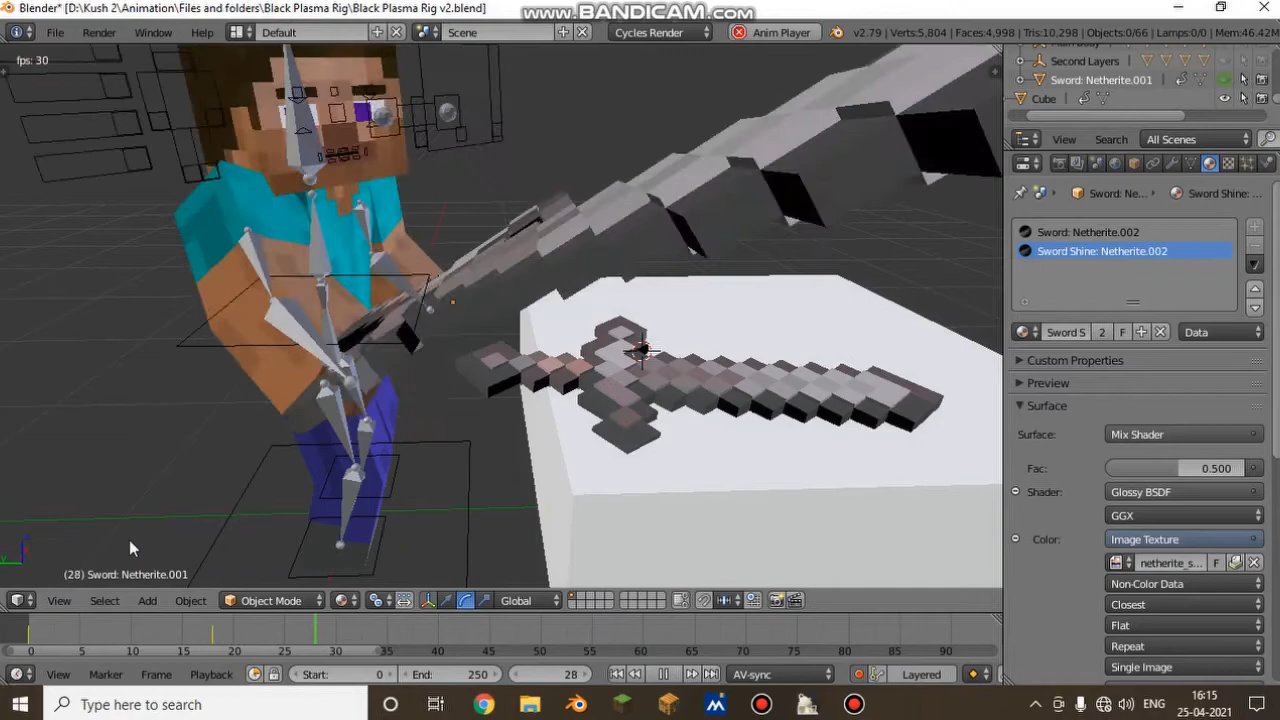 Blender* [D:\Kush 2\Animation\Files and folders\Black Plasma Rig\Black Plasma Rig v2.blend]
www.BANDICAM.com
File Render Window Help Default Scene Cycles Render Anim Player v2.79 | Verts:5,804 | Faces:4,998 | Tris:10,298 | Objects:0/66 | Lamps:0/0 | Mem:46.42M
fps: 30
Second Layers
Sword: Netherite.001
Cube
View Search All Scenes
Sword: Ne... Sword Shine: ...
Sword: Netherite.002
Sword Shine: Netherite.002
Sword S 2 F Data
Custom Properties
Preview
Surface
Surface: Mix Shader
Fac: 0.500
Shader: Glossy BSDF
GGX
Color: Image Texture
netherite_s... F
Non-Color Data
Closest
Flat
Repeat
Single Image
(28) Sword: Netherite.001
View Select Add Object Object Mode Global
0 5 10 15 20 25 30 35 40 45 50 55 60 65 70 75 80 85 90
View Marker Frame Playback Start: 0 End: 250 28 AV-sync Layered
Type here to search
ENG
16:15
25-04-2021